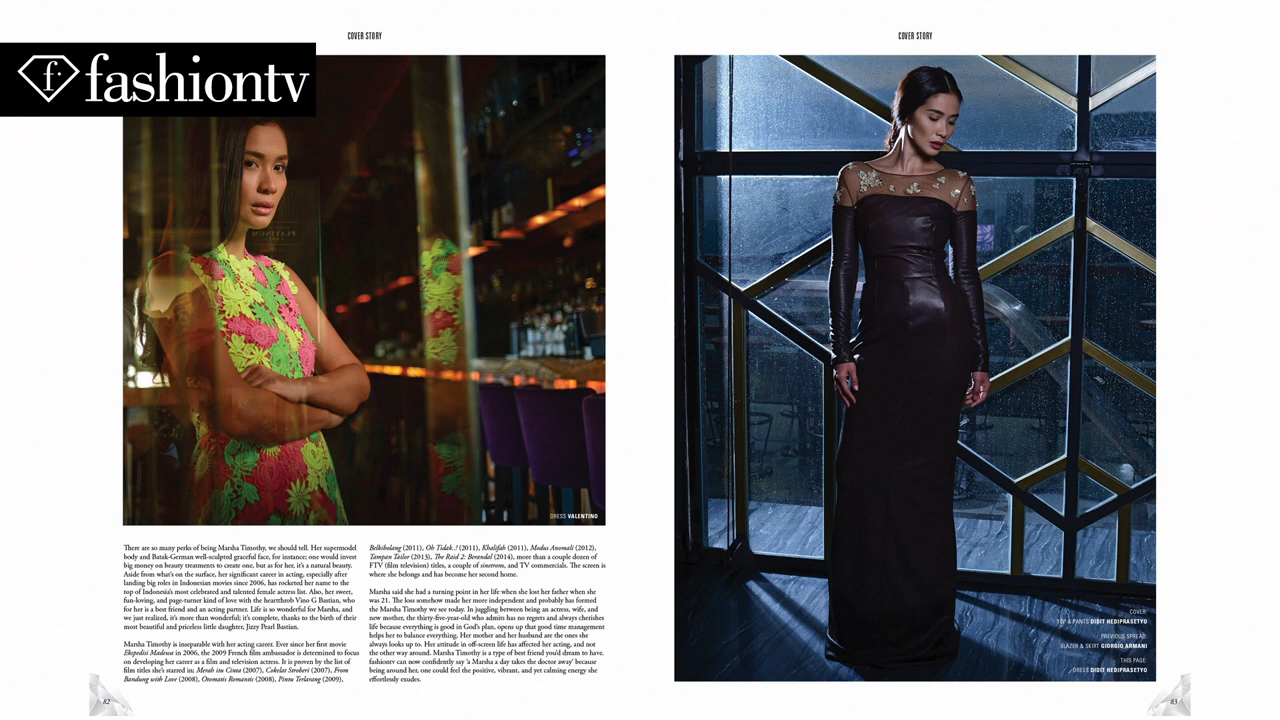 COVER STORY
COVER STORY
f.
fashiontv
PLATINUM
DRESS VALENTINO
There are so many perks of being Marsha Timothy, we should tell. Her supermodel
body and Batak-German well-sculpted graceful face, for instance; one would invest
big money on beauty treatments to create one, but as for her, it's a natural beauty.
Aside from what's on the surface, her significant career in acting, especially after
landing big roles in Indonesian movies since 2006, has rocketed her name to the
top of Indonesia's most celebrated and talented female actress list. Also, her sweet,
fun-loving, and page-turner kind of love with the heartthrob Vino G Bastian, who
for her is a best friend and an acting partner. Life is so wonderful for Marsha, and
we just realized, it's more than wonderful; it's complete, thanks to the birth of their
most beautiful and priceless little daughter, Jizzy Pearl Bastian.
Marsha Timothy is inseparable with her acting career. Ever since her first movie
Ekspedisi Madewa in 2006, the 2009 French film ambassador is determined to focus
on developing her career as a film and television actress. It is proven by the list of
film titles she's starred in; Merah itu Cinta (2007), Cokelat Stroberi (2007), From
Bandung with Love (2008), Otomatis Romantis (2008), Pintu Terlarang (2009),
Belkibolang (2011), Oh Tidak..! (2011), Khalifah (2011), Modus Anomali (2012),
Tampan Tailor (2013), The Raid 2: Berandal (2014), more than a couple dozen of
FTV (film television) titles, a couple of sinetrons, and TV commercials. The screen is
where she belongs and has become her second home.
Marsha said she had a turning point in her life when she lost her father when she
was 21. The loss somehow made her more independent and probably has formed
the Marsha Timothy we see today. In juggling between being an actress, wife, and
new mother, the thirty-five-year-old who admits has no regrets and always cherishes
life because everything is good in God's plan, opens up that good time management
helps her to balance everything. Her mother and her husband are the ones she
always looks up to. Her attitude in off-screen life has affected her acting, and not
the other way around. Marsha Timothy is a type of best friend you'd dream to have.
fashiontv can now confidently say 'a Marsha a day takes the doctor away' because
being around her, one could feel the positive, vibrant, and yet calming energy she
effortlessly exudes.
COVER:
TOP & PANTS DIDIT HEDIPRASETYO
PREVIOUS SPREAD:
BLAZER & SKIRT GIORGIO ARMANI
THIS PAGE:
DRESS DIDIT HEDIPRASETYO
82
83